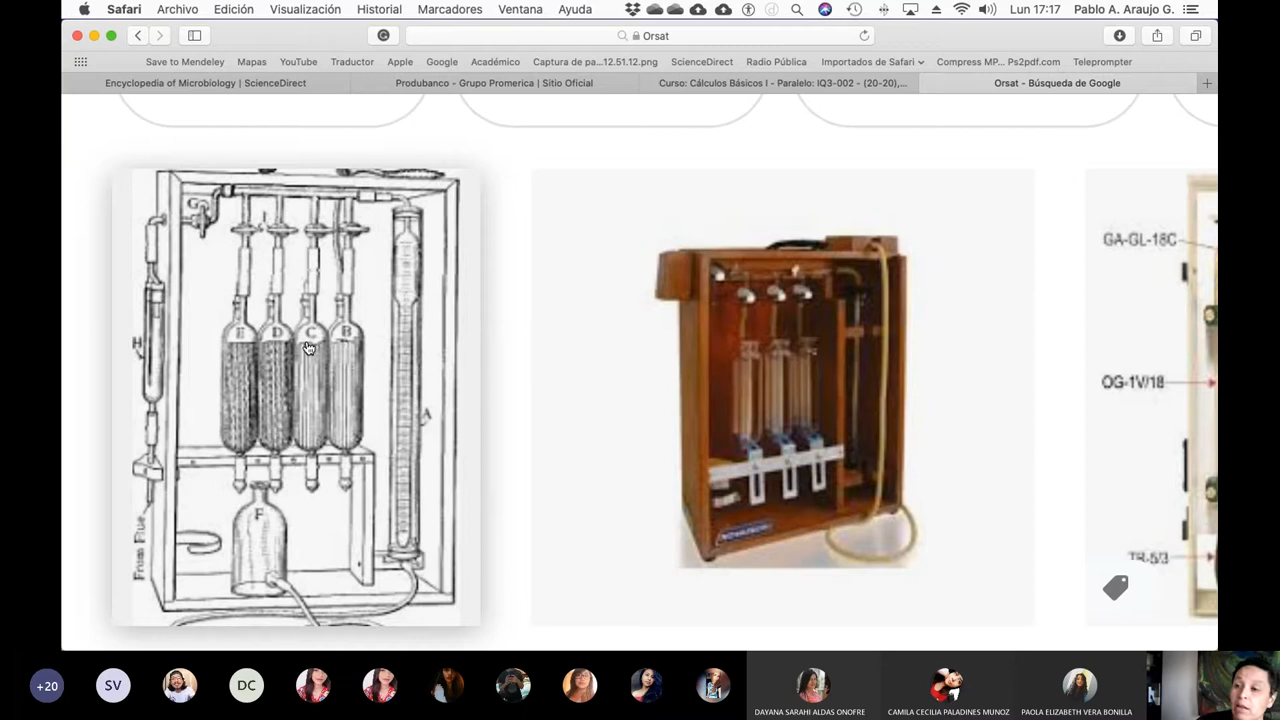 Safari Archivo Edición Visualización Historial Marcadores Ventana Ayuda Lun 17:17 Pablo A. Araujo G.
Orsat
Save to Mendeley Mapas YouTube Traductor Apple Google Académico Captura de pa...12.51.12.png ScienceDirect Radio Pública Importados de Safari Compress MP... Ps2pdf.com Teleprompter
Encyclopedia of Microbiology | ScienceDirect Produbanco - Grupo Promerica | Sitio Oficial Curso: Cálculos Básicos I - Paralelo: IQ3-002 - (20-20),... Orsat - Búsqueda de Google
E D C B
H
A
F
From Flue
GA-GL-18C
OG-1V/18
TR-5/3
+20 SV DC
DAYANA SARAHI ALDAS ONOFRE CAMILA CECILIA PALADINES MUNOZ PAOLA ELIZABETH VERA BONILLA